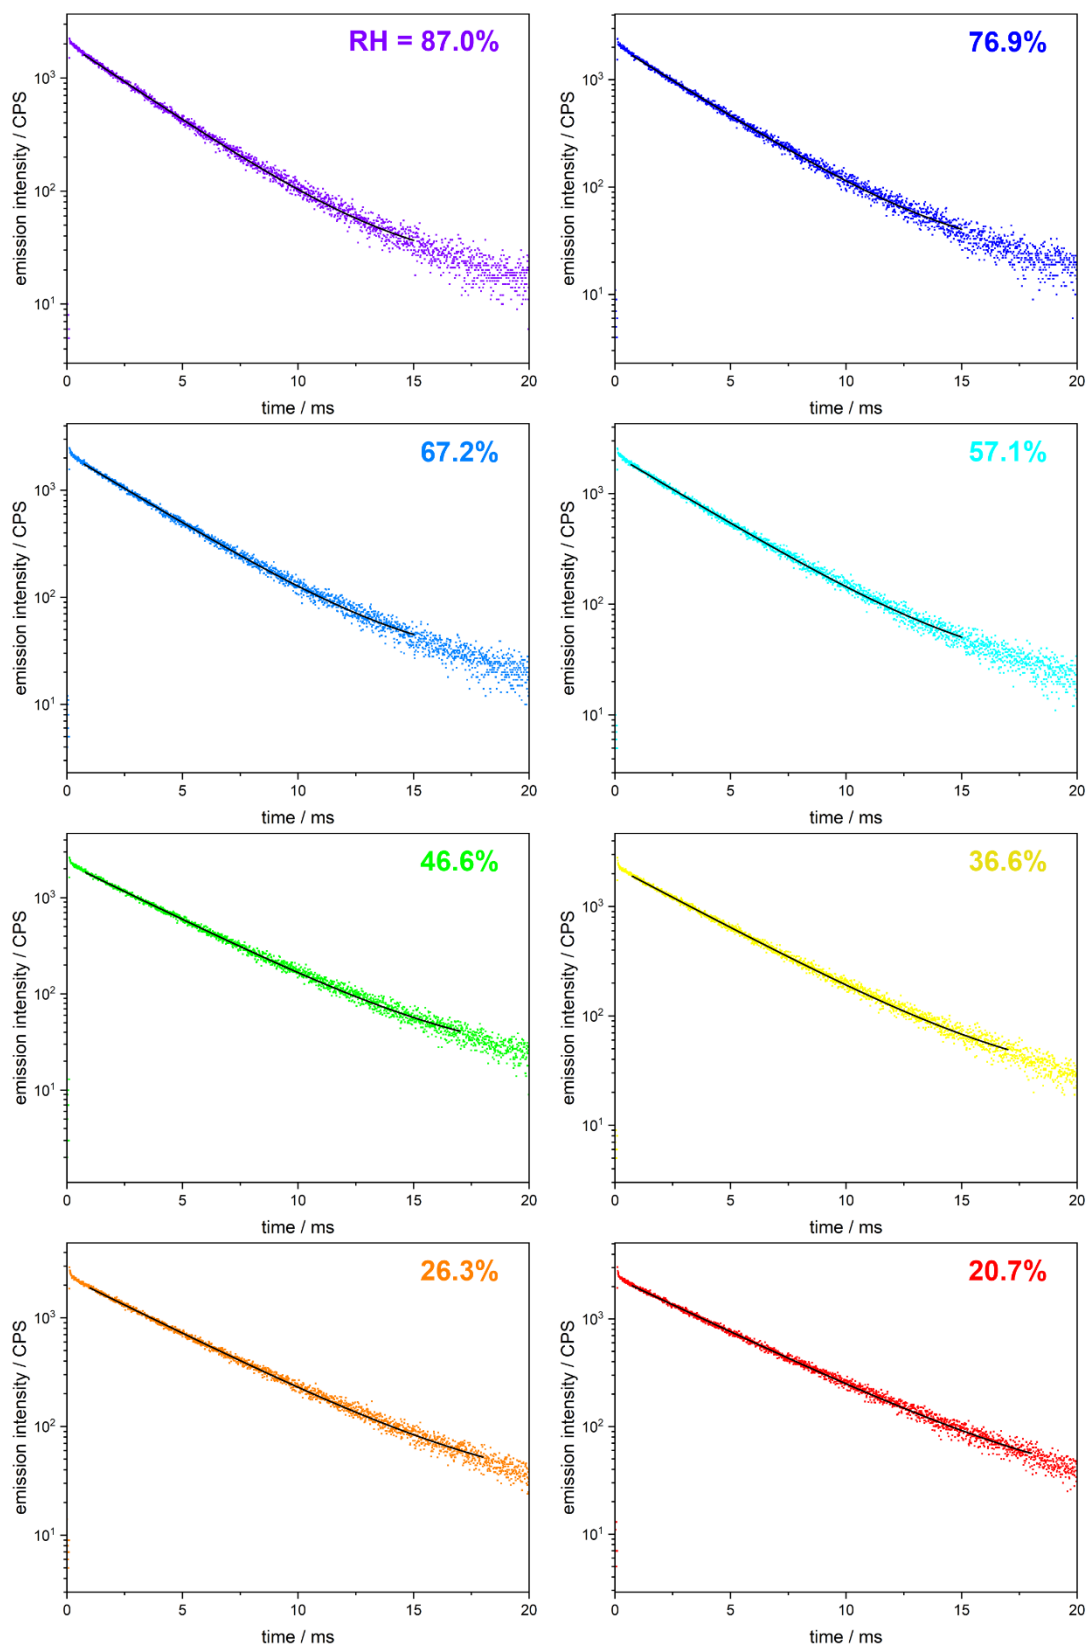 RH = 87.0%
emission intensity / CPS
10³
10²
10¹
0 5 10 15 20
time / ms
76.9%
emission intensity / CPS
10³
10²
10¹
0 5 10 15 20
time / ms
67.2%
emission intensity / CPS
10³
10²
10¹
0 5 10 15 20
time / ms
57.1%
emission intensity / CPS
10³
10²
10¹
0 5 10 15 20
time / ms
46.6%
emission intensity / CPS
10³
10²
10¹
0 5 10 15 20
time / ms
36.6%
emission intensity / CPS
10³
10²
10¹
0 5 10 15 20
time / ms
26.3%
emission intensity / CPS
10³
10²
10¹
0 5 10 15 20
time / ms
20.7%
emission intensity / CPS
10³
10²
10¹
0 5 10 15 20
time / ms